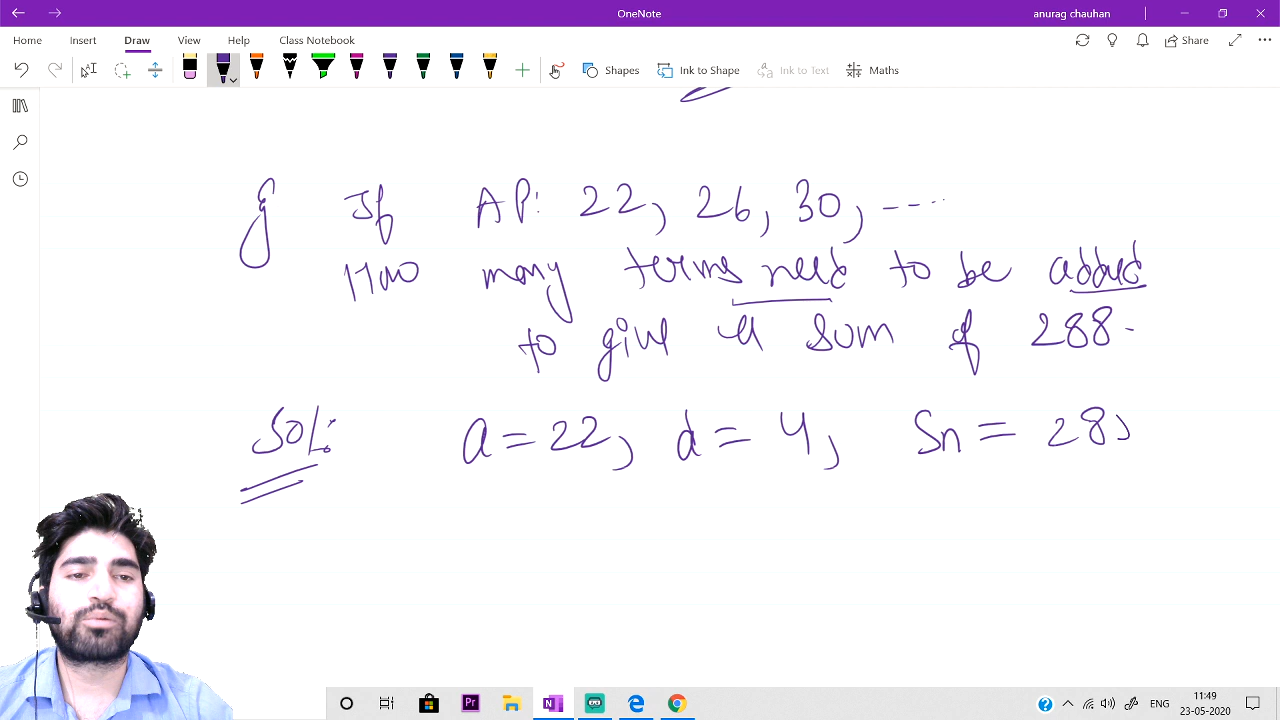 OneNote
anurag chauhan
Home Insert Draw View Help Class Notebook
Share
Shapes Ink to Shape Ink to Text Maths
If AP: 22, 26, 30, ----
How many terms need to be added
to give a sum of 288.
Sol: a = 22, d = 4, Sn = 28
ENG 11:49
23-05-2020